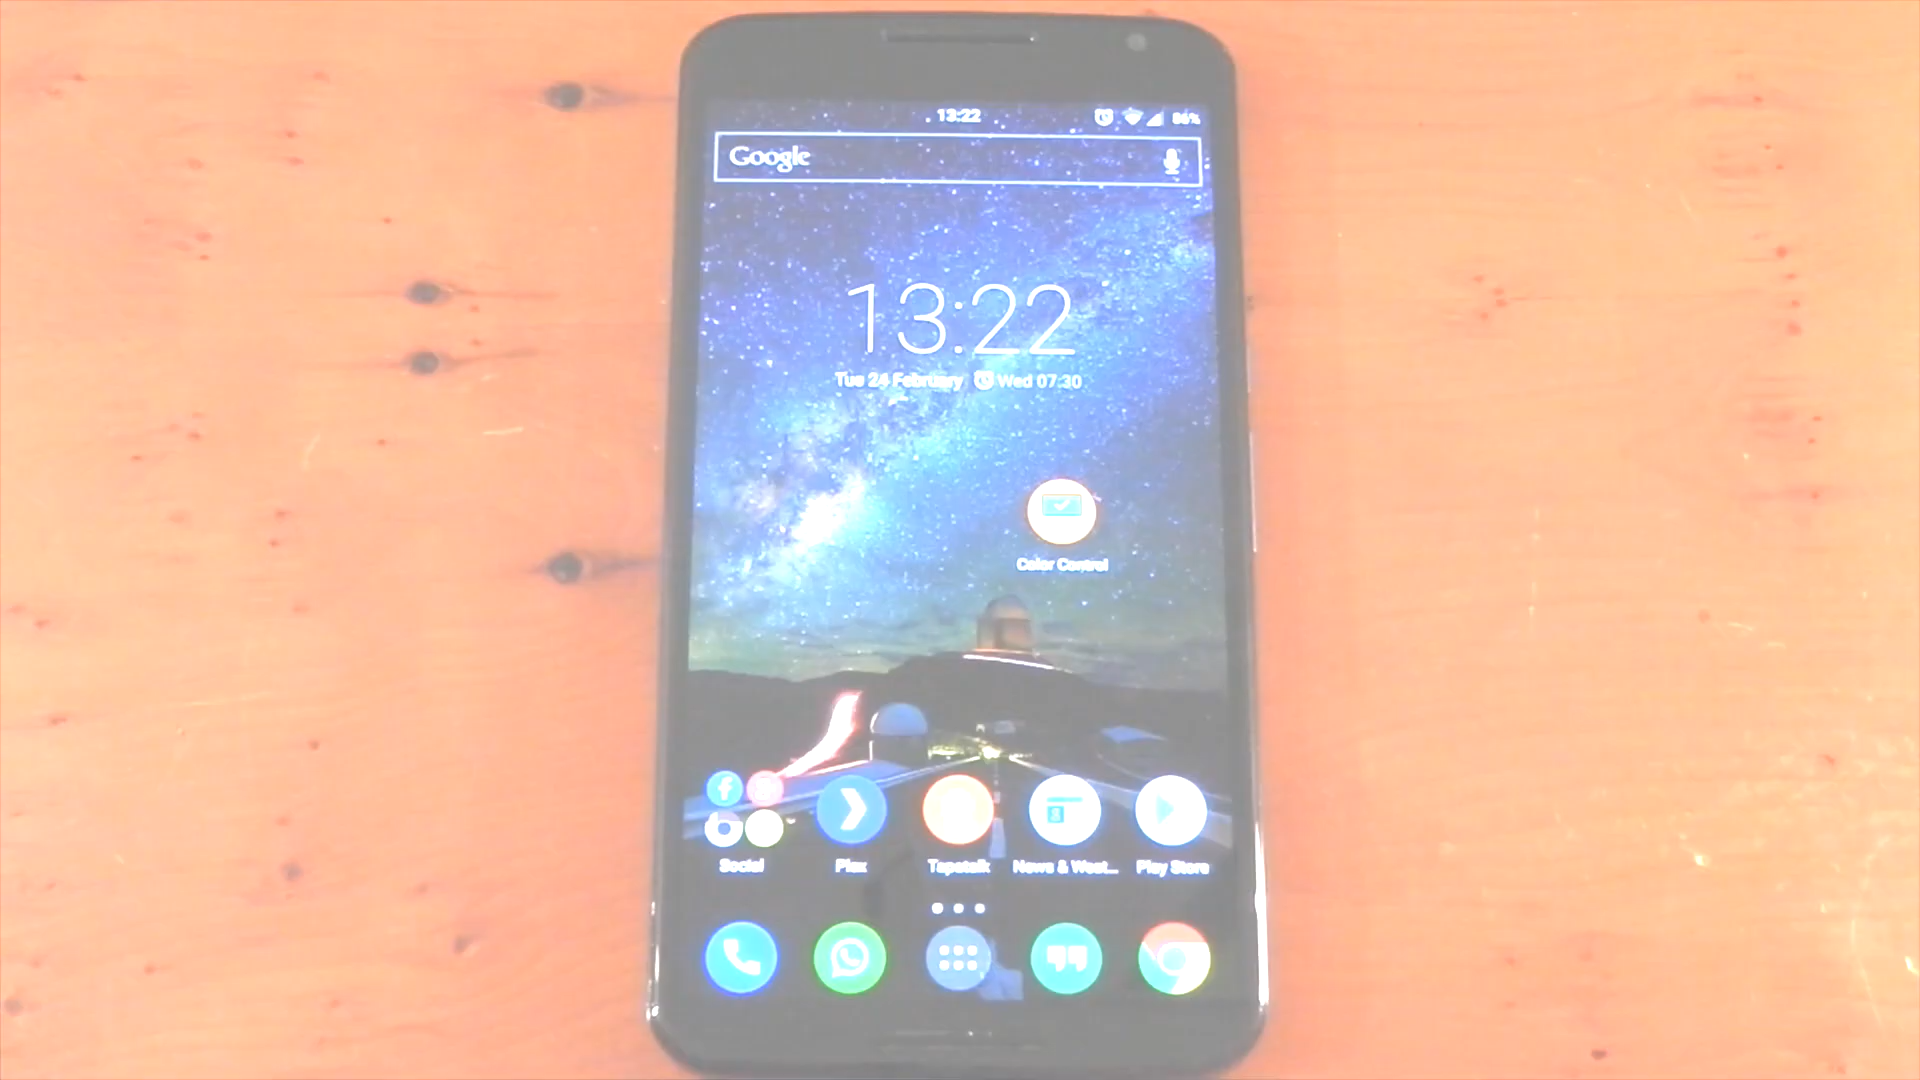 13:22 86%
Google
13:22
Tue 24 February Wed 07:30
Color Control
Social Plex Tapatalk News & Weat... Play Store